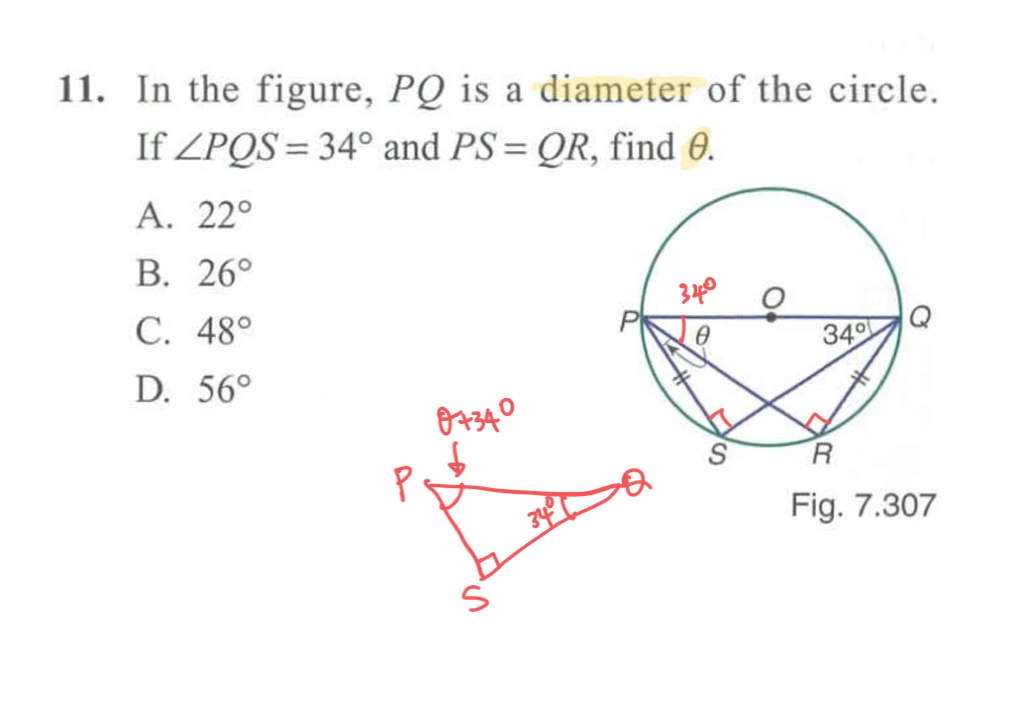 11. In the figure, PQ is a diameter of the circle.
If ∠PQS = 34° and PS = QR, find θ.
A. 22°
B. 26°
C. 48°
D. 56°
34°
O
P
θ
34°
Q
S
R
Fig. 7.307
θ+34°
P
Q
34°
S